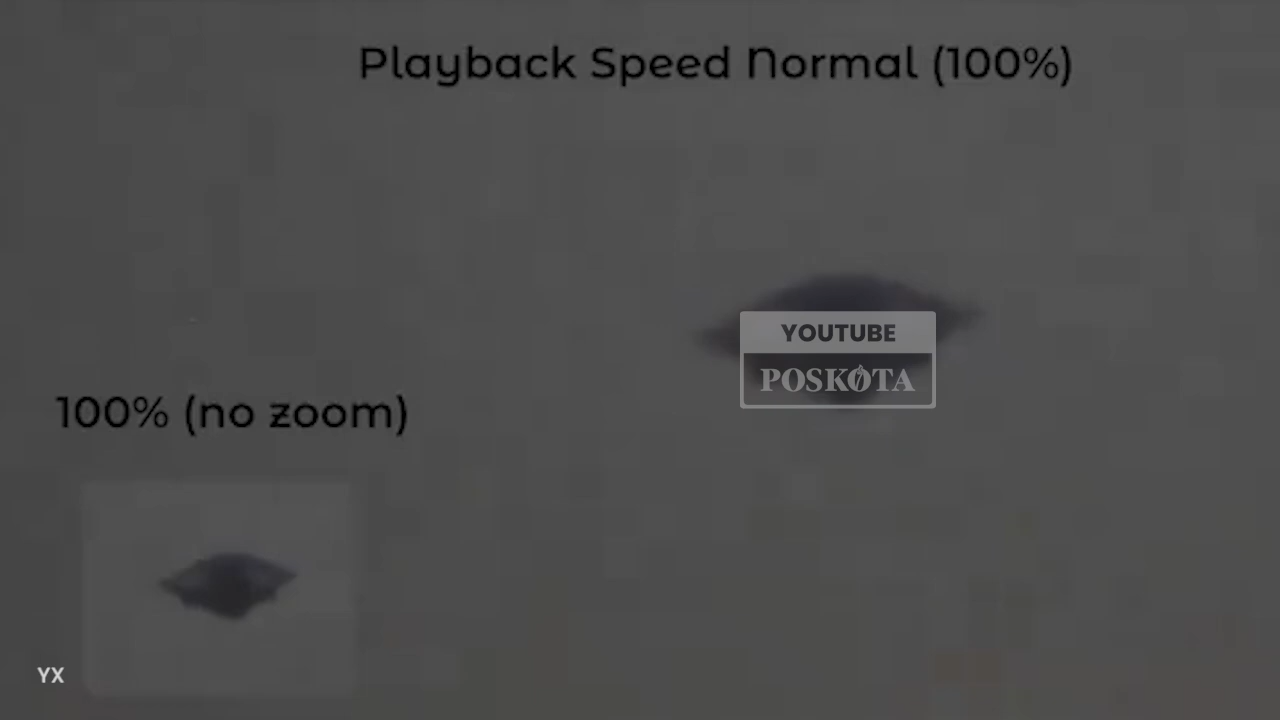 Playback Speed Normal (100%)
YOUTUBE
POSKOTA
100% (no zoom)
YX